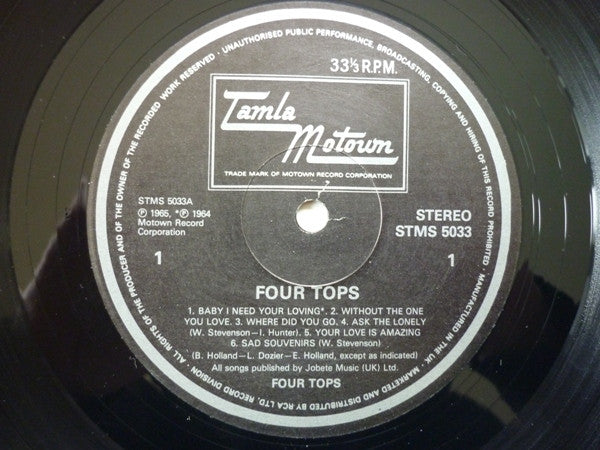 · UNAUTHORISED PUBLIC PERFORMANCE, BROADCASTING, COPYING AND HIRING OF THIS RECORD PROHIBITED · MANUFACTURED IN THE UK · MARKETED AND DISTRIBUTED BY RCA LTD. RECORD DIVISION · ALL RIGHTS OF THE PRODUCER AND OF THE OWNER OF THE RECORDED WORK RESERVED
33⅓ R.P.M.
Tamla
Motown
TRADE MARK OF MOTOWN RECORD CORPORATION
STMS 5033A
℗ 1965, *℗ 1964
Motown Record
Corporation
1
STEREO
STMS 5033
1
FOUR TOPS
1. BABY I NEED YOUR LOVING*. 2. WITHOUT THE ONE
YOU LOVE. 3. WHERE DID YOU GO. 4. ASK THE LONELY
(W. Stevenson—I. Hunter). 5. YOUR LOVE IS AMAZING
6. SAD SOUVENIRS (W. Stevenson)
(B. Holland—L. Dozier—E. Holland, except as indicated)
All songs published by Jobete Music (UK) Ltd.
FOUR TOPS